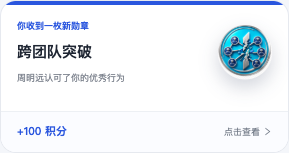 你收到一枚新勋章
跨团队突破
周明远认可了你的优秀行为
+100 积分
点击查看